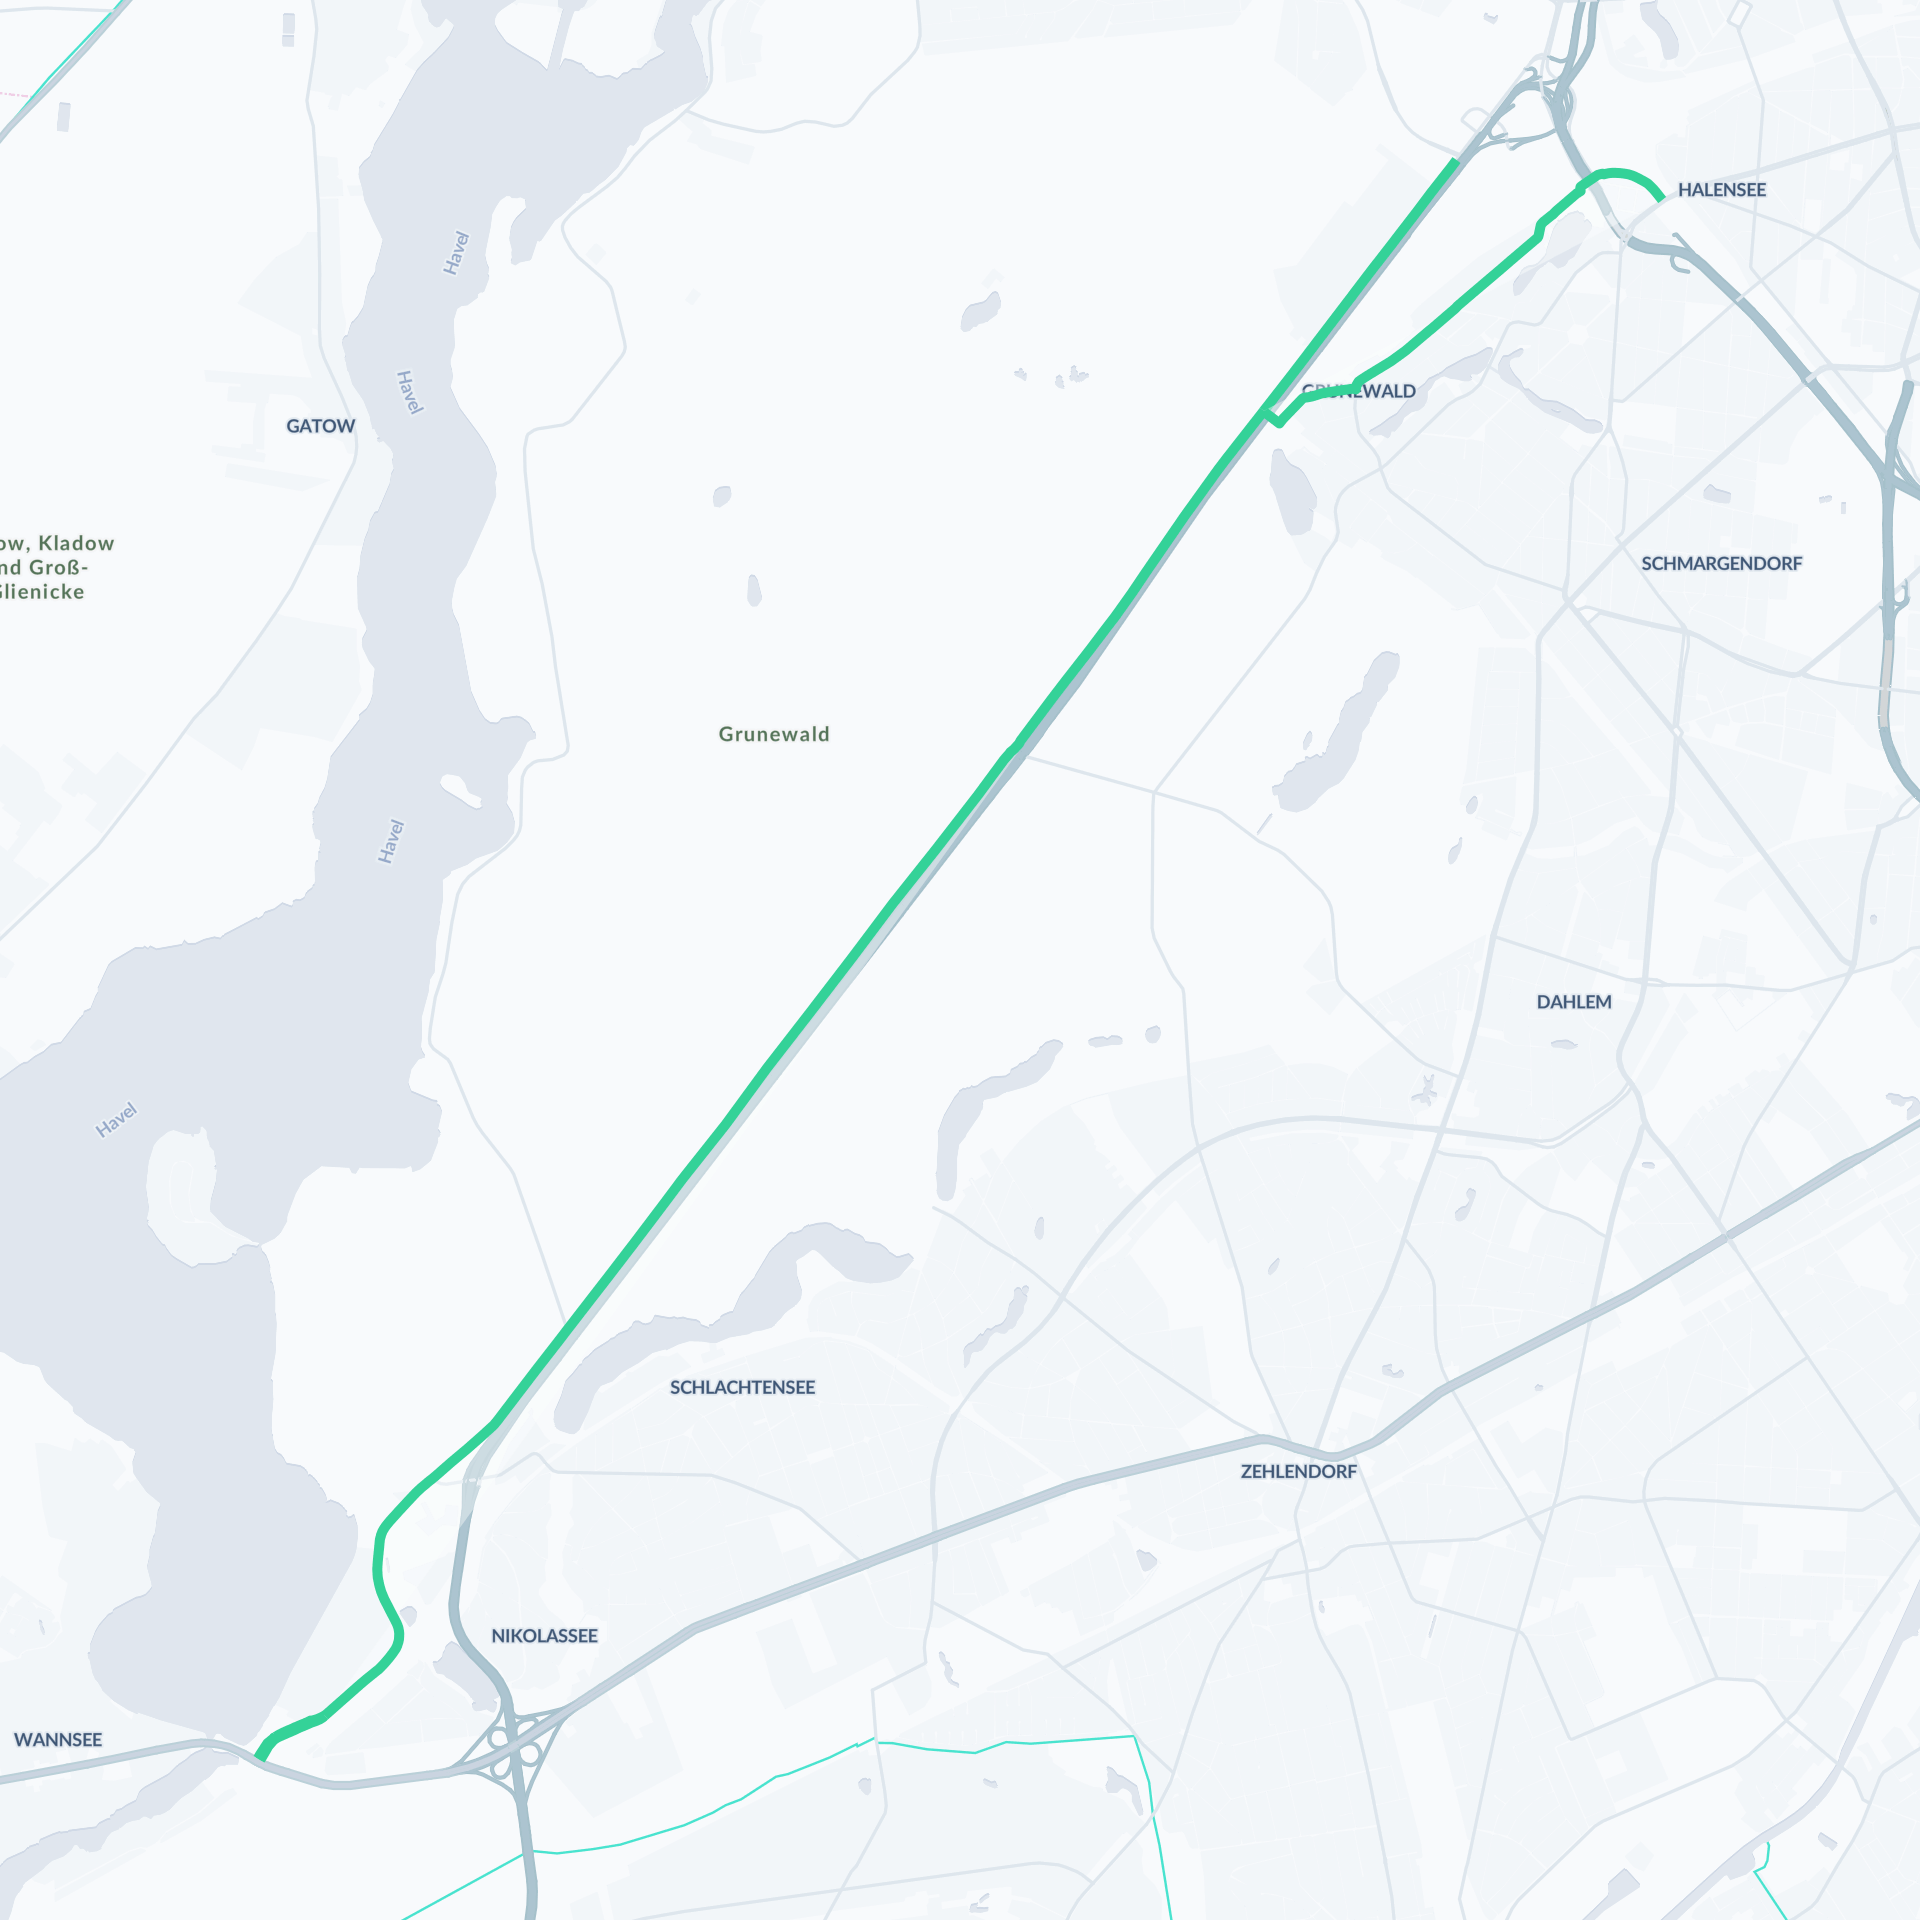 HALENSEE
Havel
Havel
GRUNEWALD
GATOW
ow, Kladow
nd Groß-
Glienicke
SCHMARGENDORF
Grunewald
Havel
DAHLEM
Havel
SCHLACHTENSEE
ZEHLENDORF
NIKOLASSEE
WANNSEE